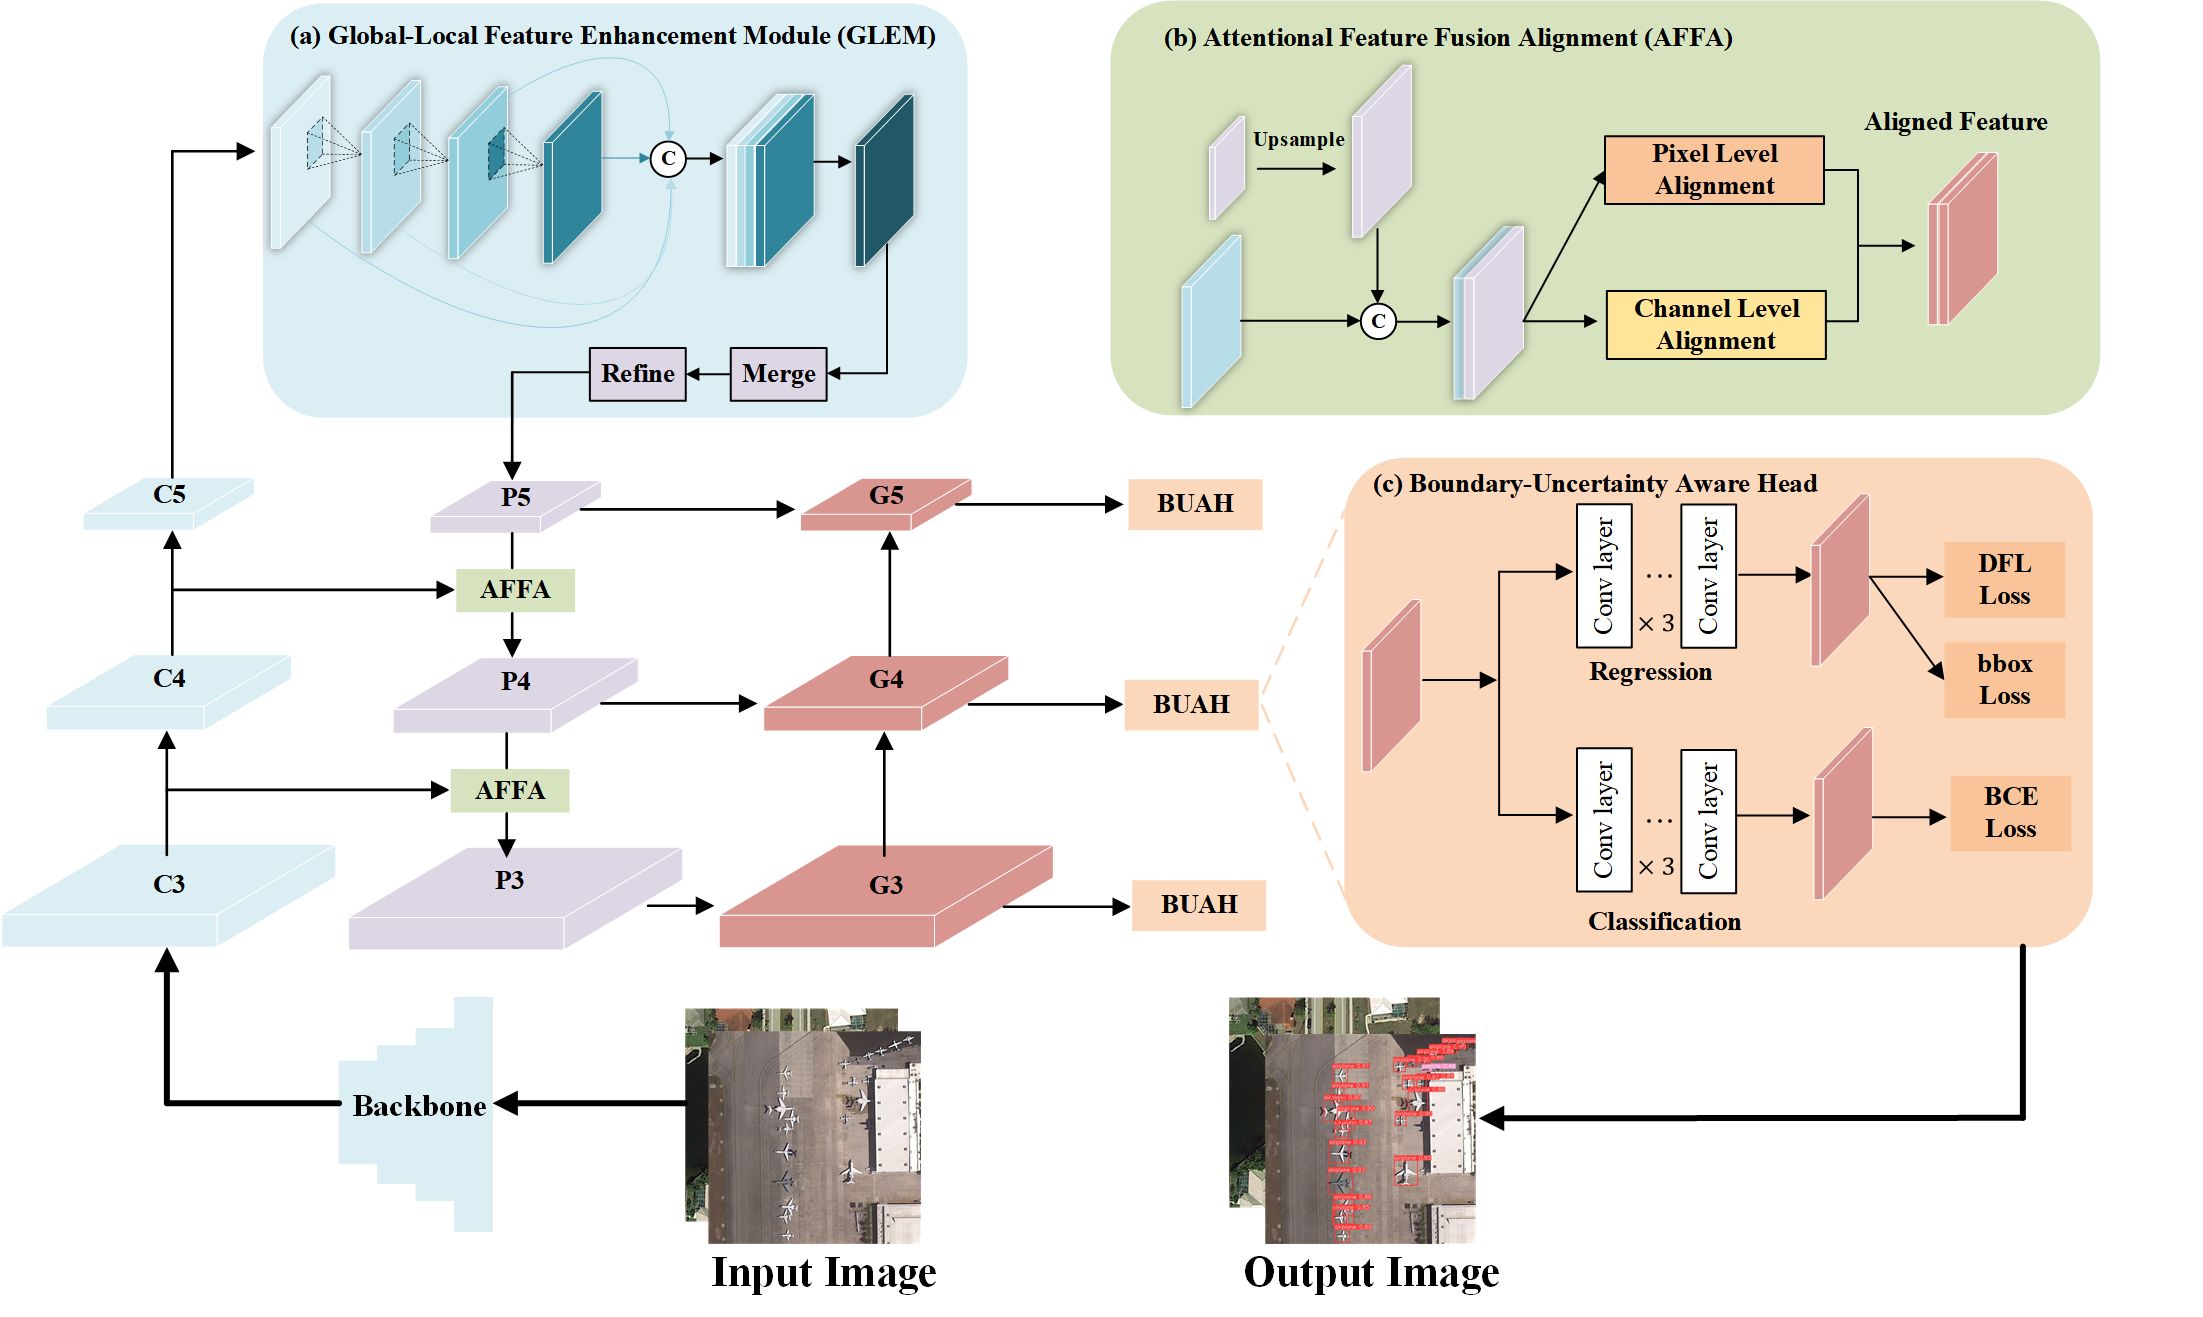 (a) Global-Local Feature Enhancement Module (GLEM)
C
Refine
Merge
(b) Attentional Feature Fusion Alignment (AFFA)
Upsample
C
Pixel Level
Alignment
Channel Level
Alignment
Aligned Feature
C5
P5
G5
BUAH
AFFA
C4
P4
G4
BUAH
AFFA
C3
P3
G3
BUAH
(c) Boundary-Uncertainty Aware Head
Conv layer
...
× 3
Conv layer
Regression
DFL
Loss
bbox
Loss
Conv layer
...
× 3
Conv layer
Classification
BCE
Loss
Backbone
Input Image
Output Image